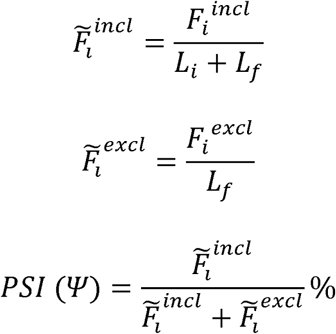 F̃ᵢ^incl = Fᵢ^incl / (Lᵢ + L_f)
F̃ᵢ^excl = Fᵢ^excl / L_f
PSI (Ψ) = F̃ᵢ^incl / (F̃ᵢ^incl + F̃ᵢ^excl) %